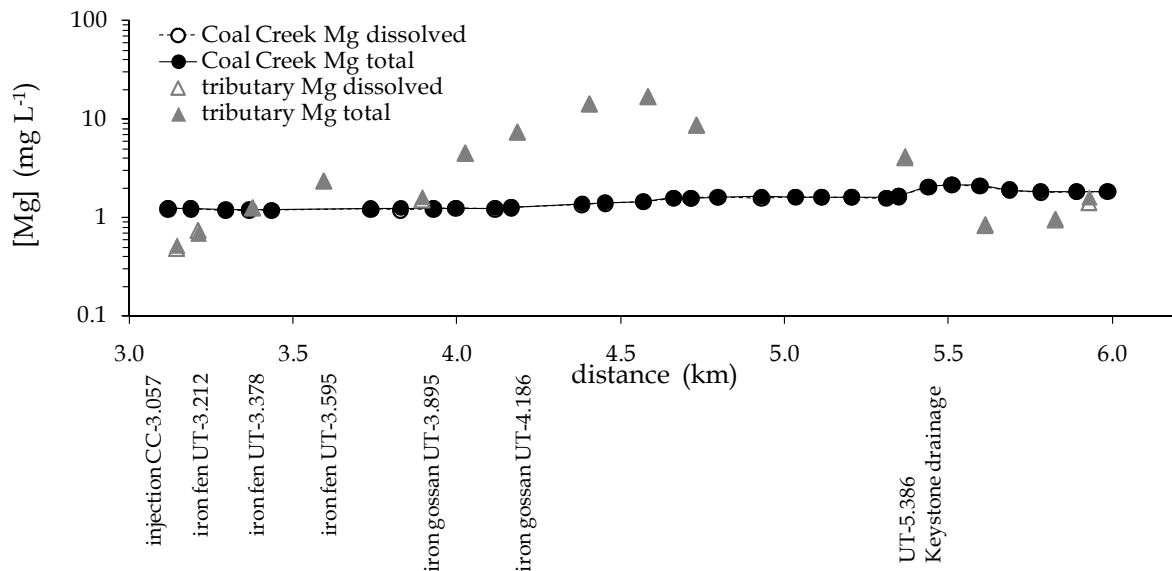 100
10
1
0.1
[Mg] (mg L-1)
Coal Creek Mg dissolved
Coal Creek Mg total
tributary Mg dissolved
tributary Mg total
3.0 3.5 4.0 4.5 5.0 5.5 6.0
distance (km)
injection CC-3.057
iron fen UT-3.212
iron fen UT-3.378
iron fen UT-3.595
iron gossan UT-3.895
iron gossan UT-4.186
UT-5.386
Keystone drainage